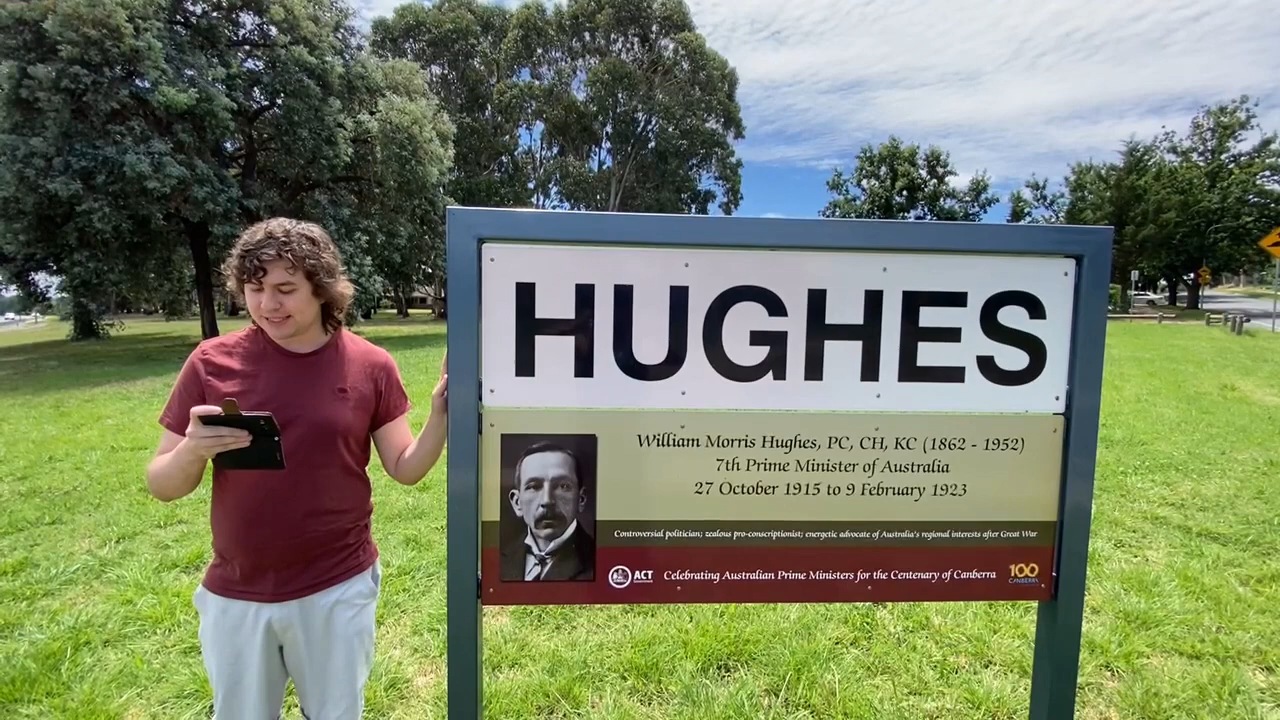 HUGHES
William Morris Hughes, PC, CH, KC (1862 - 1952)
7th Prime Minister of Australia
27 October 1915 to 9 February 1923
Controversial politician; zealous pro-conscriptionist; energetic advocate of Australia's regional interests after Great War
ACT
Celebrating Australian Prime Ministers for the Centenary of Canberra
100
CANBERRA